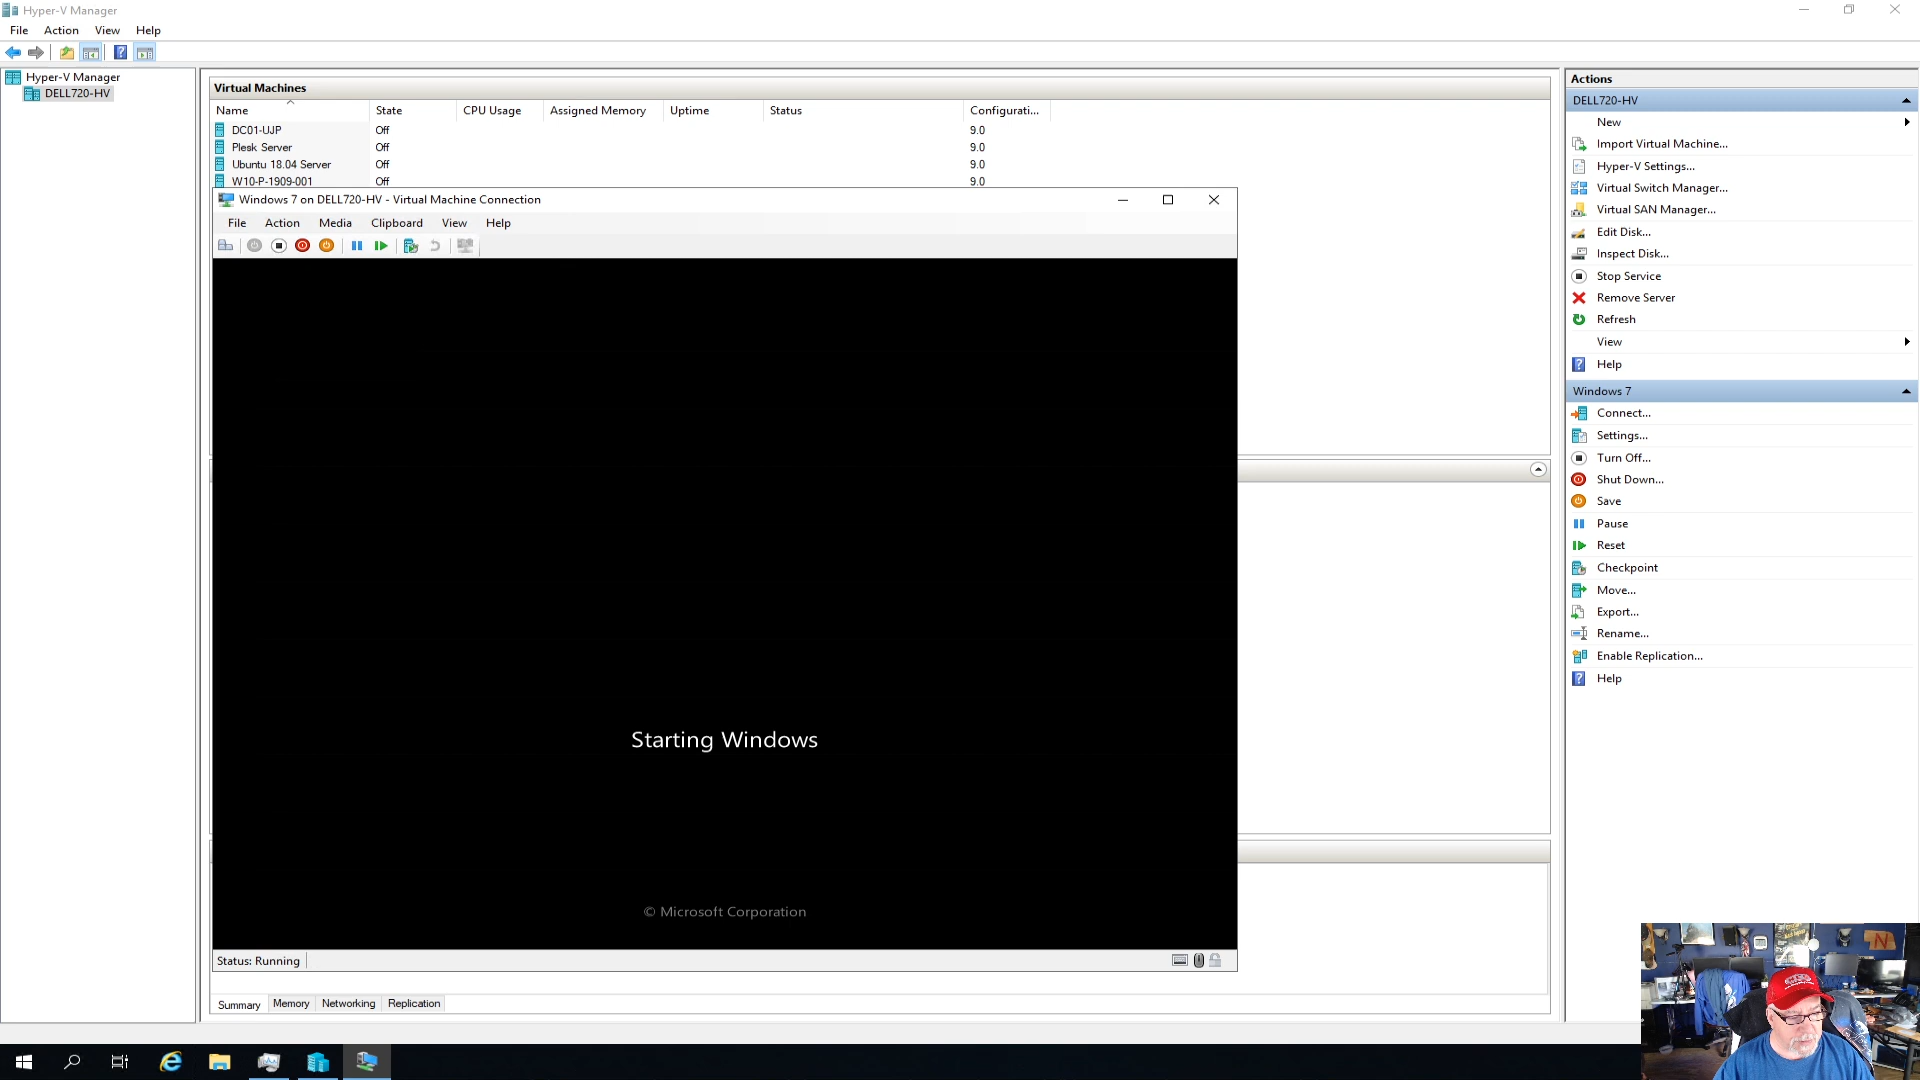 Hyper-V Manager
File Action View Help
Hyper-V Manager
DELL720-HV
Virtual Machines
Name State CPU Usage Assigned Memory Uptime Status Configurati...
DC01-UJP Off 9.0
Plesk Server Off 9.0
Ubuntu 18.04 Server Off 9.0
W10-P-1909-001 Off 9.0
Windows 7 on DELL720-HV - Virtual Machine Connection
File Action Media Clipboard View Help
Starting Windows
© Microsoft Corporation
Status: Running
Summary Memory Networking Replication
Actions
DELL720-HV
New
Import Virtual Machine...
Hyper-V Settings...
Virtual Switch Manager...
Virtual SAN Manager...
Edit Disk...
Inspect Disk...
Stop Service
Remove Server
Refresh
View
Help
Windows 7
Connect...
Settings...
Turn Off...
Shut Down...
Save
Pause
Reset
Checkpoint
Move...
Export...
Rename...
Enable Replication...
Help
N